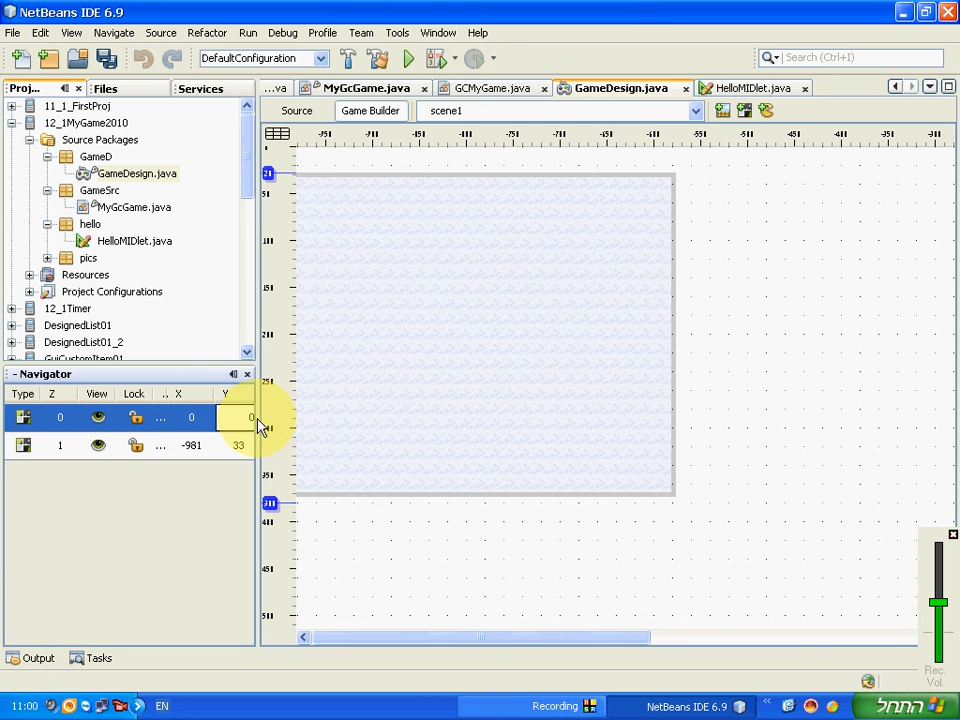 NetBeans IDE 6.9
File Edit View Navigate Source Refactor Run Debug Profile Team Tools Window Help
DefaultConfiguration
Search (Ctrl+I)
Proj... Files Services
...va MyGcGame.java GCMyGame.java GameDesign.java HelloMIDlet.java
Source Game Builder scene1
11_1_FirstProj
12_1MyGame2010
Source Packages
GameD
GameDesign.java
GameSrc
MyGcGame.java
hello
HelloMIDlet.java
pics
Resources
Project Configurations
12_1Timer
DesignedList01
DesignedList01_2
GuiCustomItem01
- Navigator
Type Z View Lock .. X Y
0 ... 0 0
1 ... -981 33
Output Tasks
Rec.
Vol.
11:00 EN Recording NetBeans IDE 6.9 התחל